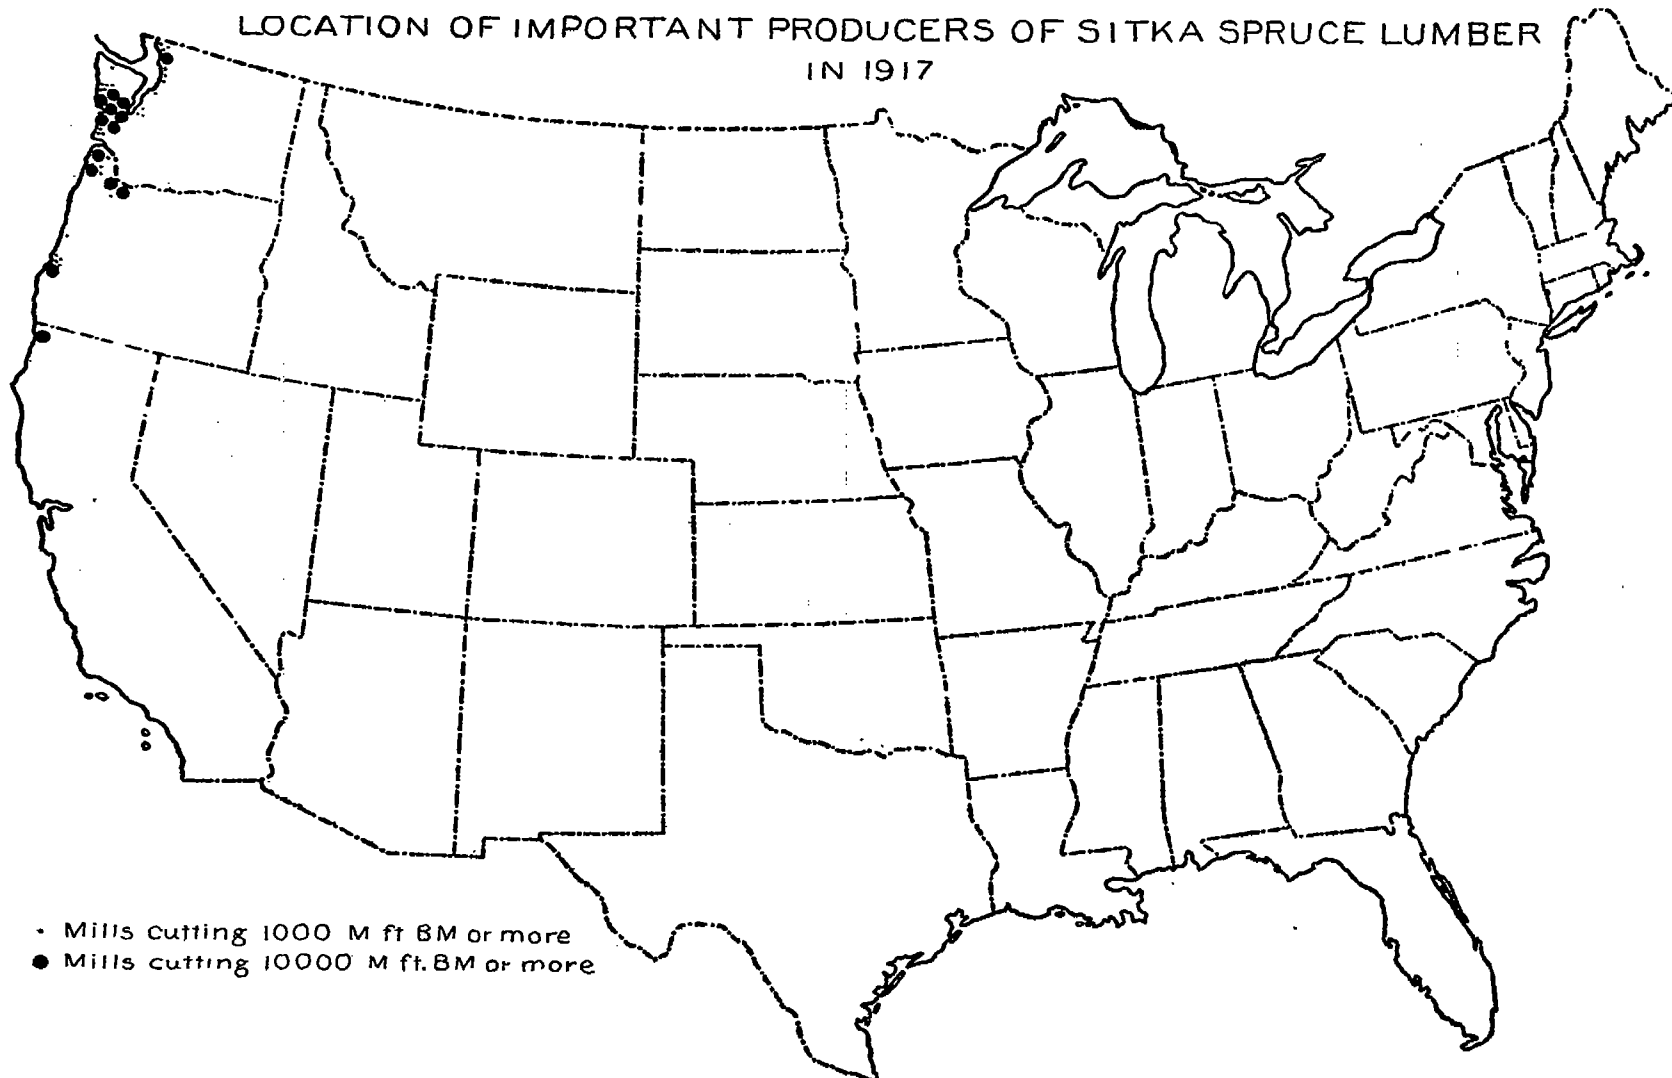 LOCATION OF IMPORTANT PRODUCERS OF SITKA SPRUCE LUMBER
IN 1917
· Mills cutting 1000 M ft BM or more
● Mills cutting 10000 M ft. BM or more